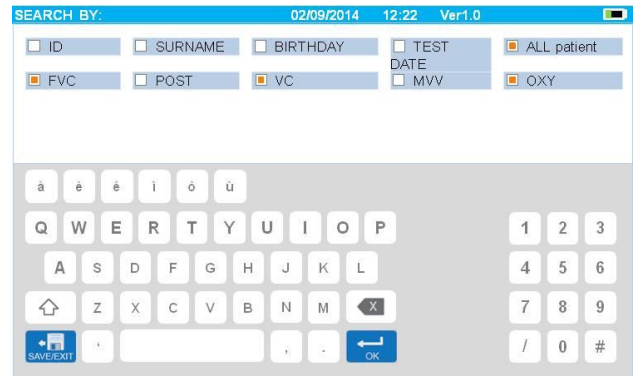 SEARCH BY: 02/09/2014 12:22 Ver1.0
ID SURNAME BIRTHDAY TEST DATE ALL patient
FVC POST VC MVV OXY
à è é ì ò ù
Q W E R T Y U I O P 1 2 3
A S D F G H J K L 4 5 6
Z X C V B N M X 7 8 9
SAVE/EXIT ' , . OK / 0 #